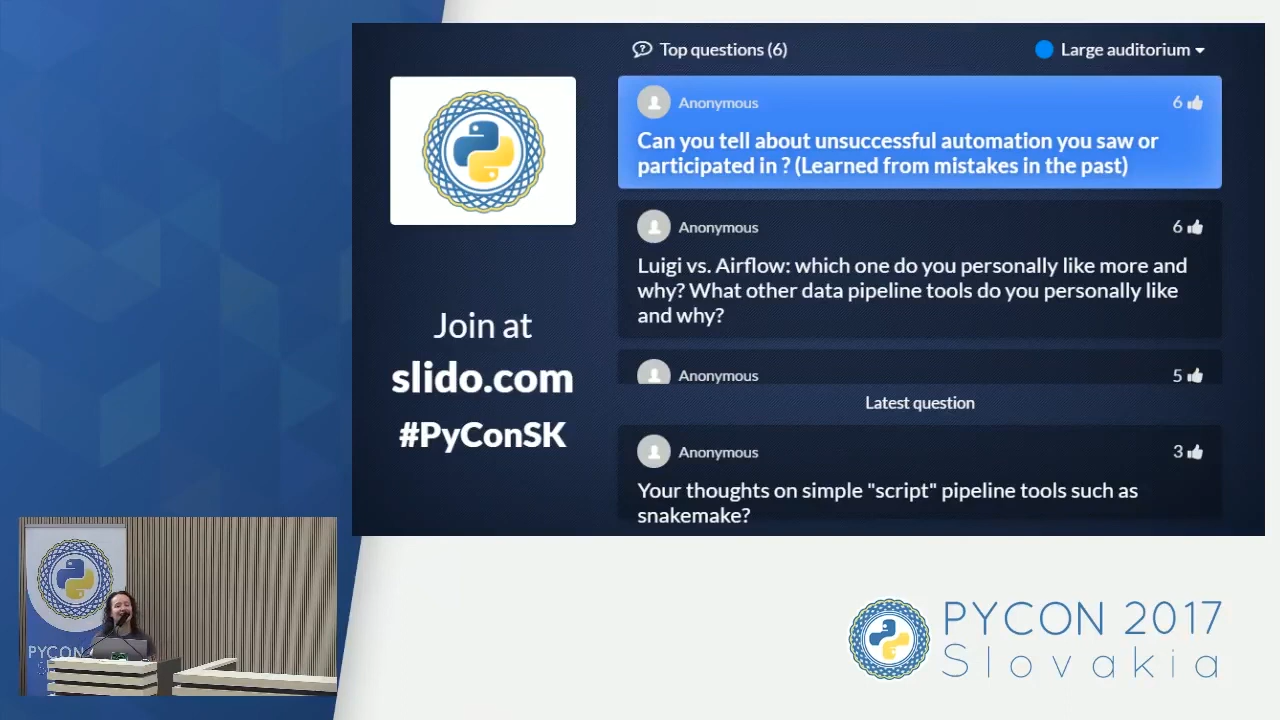 Top questions (6)
Large auditorium
Anonymous
6
Can you tell about unsuccessful automation you saw or
participated in ? (Learned from mistakes in the past)
Anonymous
6
Luigi vs. Airflow: which one do you personally like more and
why? What other data pipeline tools do you personally like
and why?
Anonymous
5
Latest question
Anonymous
3
Your thoughts on simple "script" pipeline tools such as
snakemake?
Join at
slido.com
#PyConSK
PYCON
PYCON 2017
Slovakia